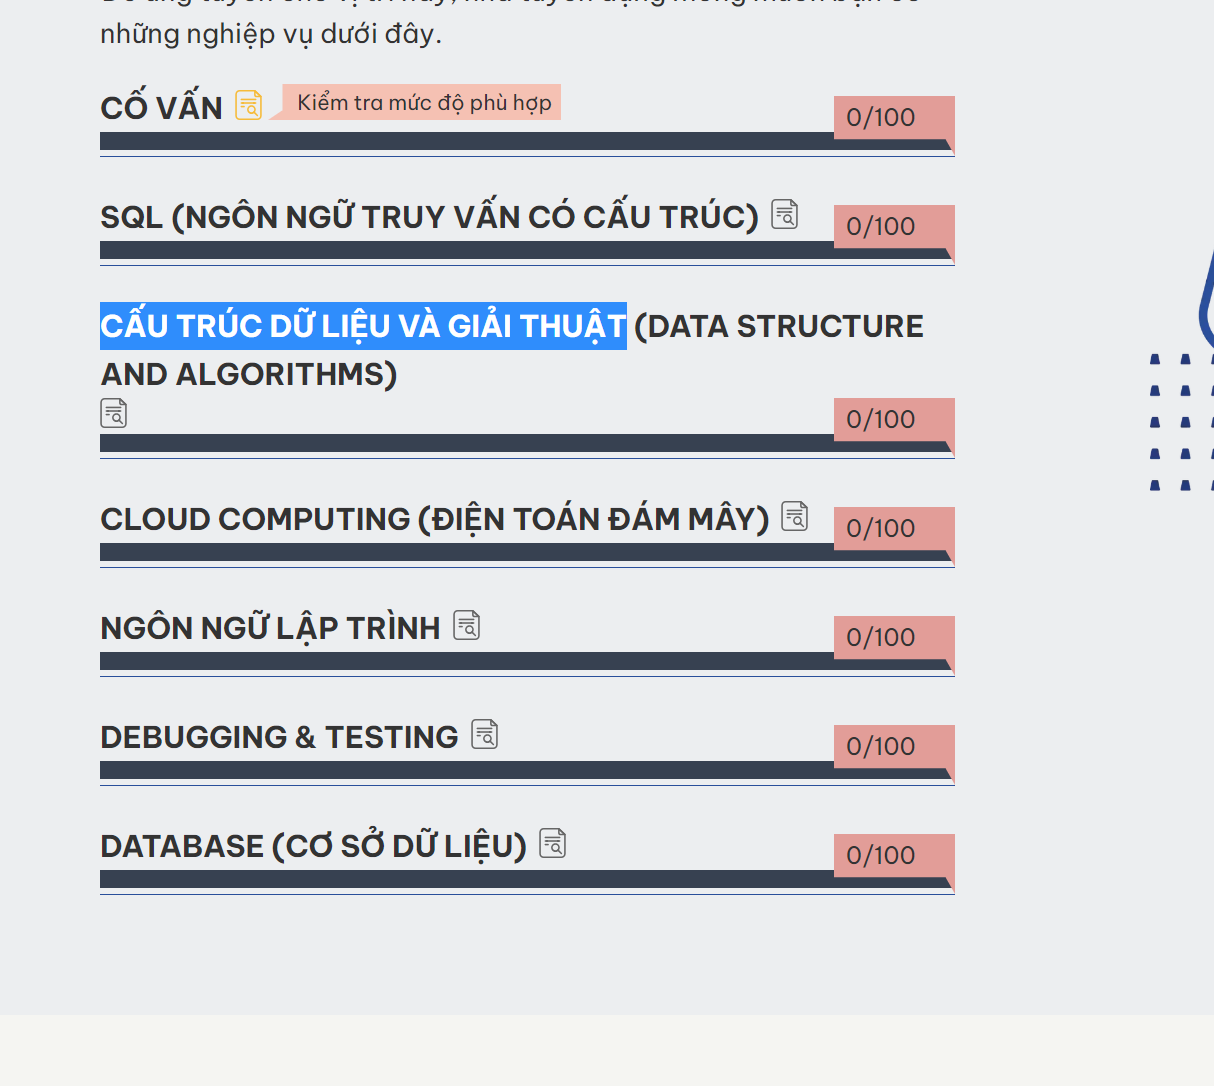 những nghiệp vụ dưới đây.
CỐ VẤN
Kiểm tra mức độ phù hợp
0/100
SQL (NGÔN NGỮ TRUY VẤN CÓ CẤU TRÚC)
0/100
CẤU TRÚC DỮ LIỆU VÀ GIẢI THUẬT (DATA STRUCTURE
AND ALGORITHMS)
0/100
CLOUD COMPUTING (ĐIỆN TOÁN ĐÁM MÂY)
0/100
NGÔN NGỮ LẬP TRÌNH
0/100
DEBUGGING & TESTING
0/100
DATABASE (CƠ SỞ DỮ LIỆU)
0/100